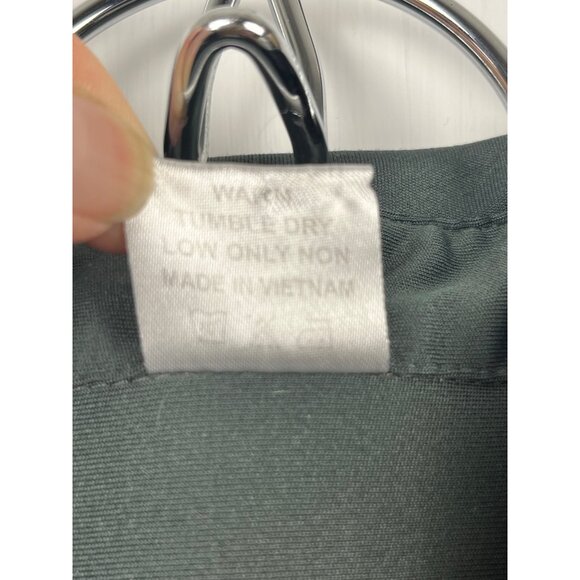 WARM
TUMBLE DRY
LOW ONLY NON
MADE IN VIETNAM